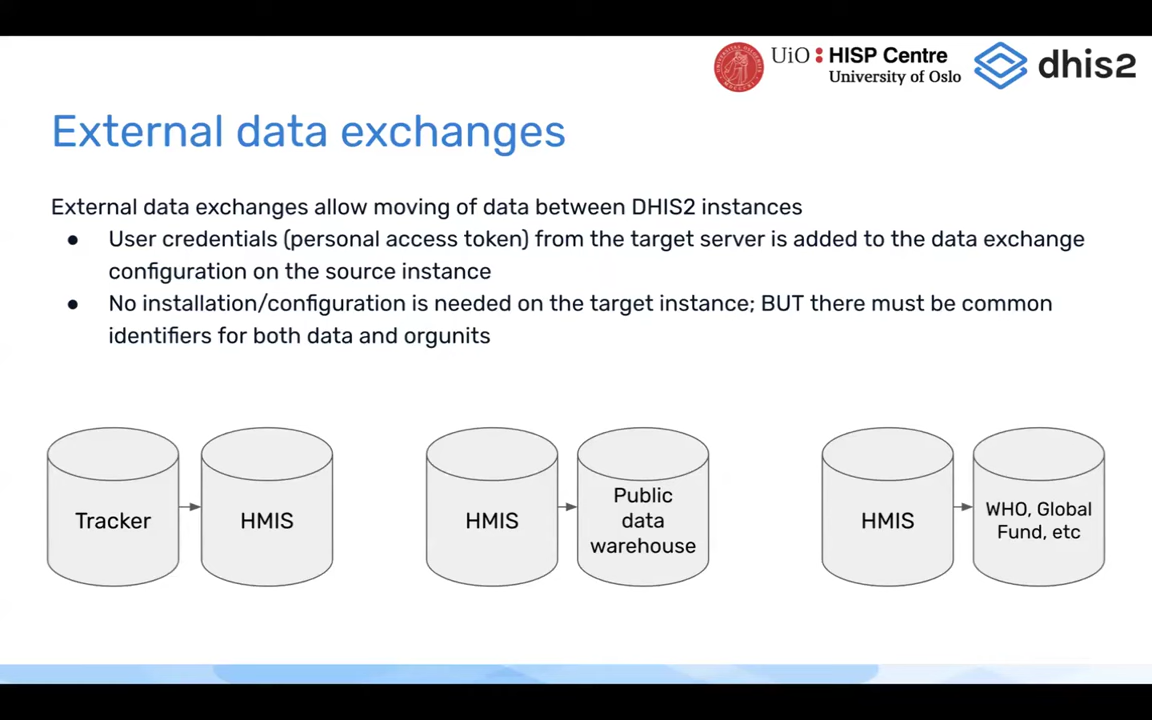 UiO HISP Centre
University of Oslo
dhis2
External data exchanges
External data exchanges allow moving of data between DHIS2 instances
● User credentials (personal access token) from the target server is added to the data exchange
configuration on the source instance
● No installation/configuration is needed on the target instance; BUT there must be common
identifiers for both data and orgunits
Tracker
HMIS
HMIS
Public
data
warehouse
HMIS
WHO, Global
Fund, etc